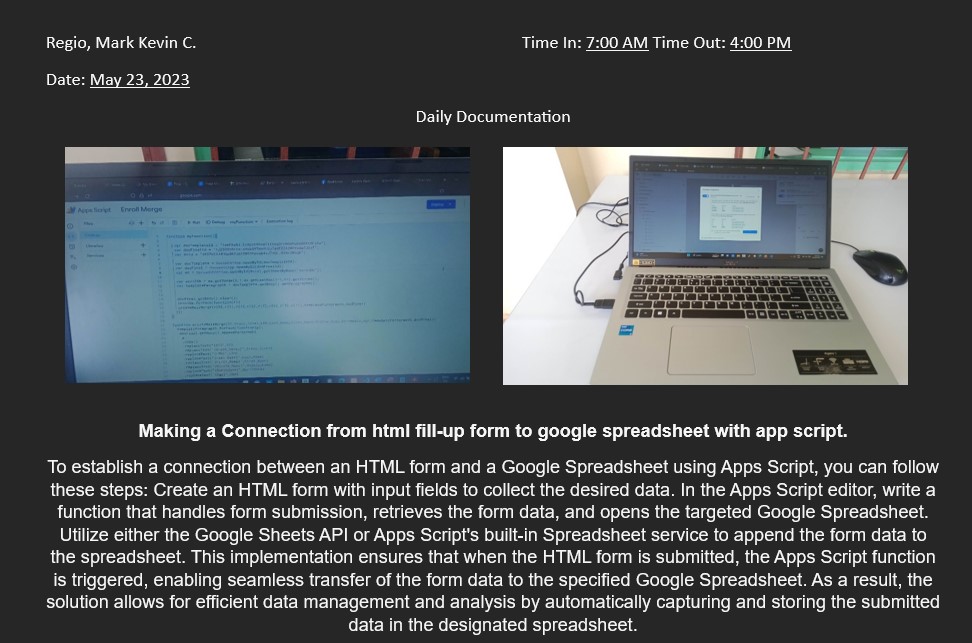 Regio, Mark Kevin C.
Time In: 7:00 AM Time Out: 4:00 PM
Date: May 23, 2023
Daily Documentation
Apps Script Enroll Merge
Making a Connection from html fill-up form to google spreadsheet with app script.
To establish a connection between an HTML form and a Google Spreadsheet using Apps Script, you can follow
these steps: Create an HTML form with input fields to collect the desired data. In the Apps Script editor, write a
function that handles form submission, retrieves the form data, and opens the targeted Google Spreadsheet.
Utilize either the Google Sheets API or Apps Script's built-in Spreadsheet service to append the form data to
the spreadsheet. This implementation ensures that when the HTML form is submitted, the Apps Script function
is triggered, enabling seamless transfer of the form data to the specified Google Spreadsheet. As a result, the
solution allows for efficient data management and analysis by automatically capturing and storing the submitted
data in the designated spreadsheet.